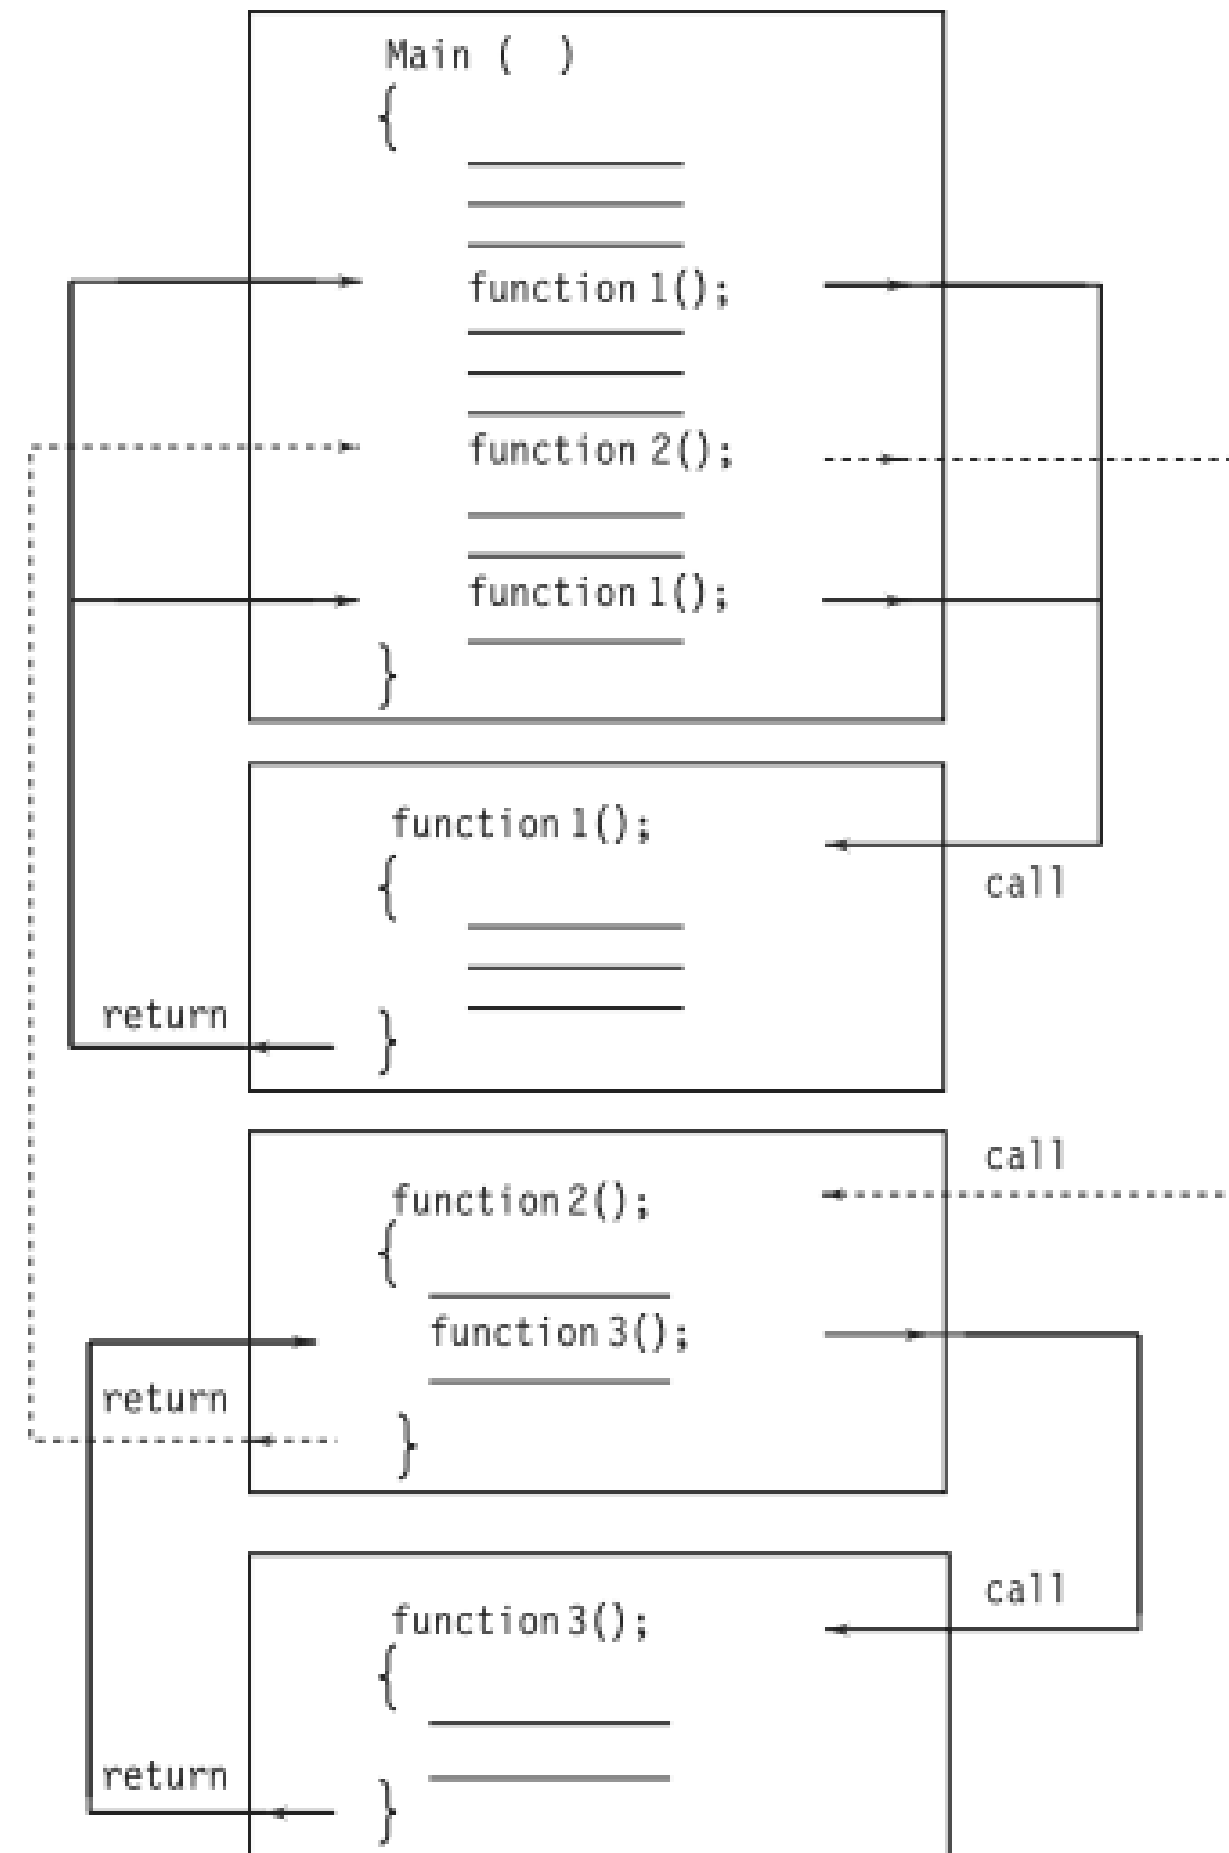 Main ( )
{
function 1();
function 2();
function 1();
}
function 1();
{
call
return
}
call
function 2();
{
function 3();
return
}
call
function 3();
{
return
}